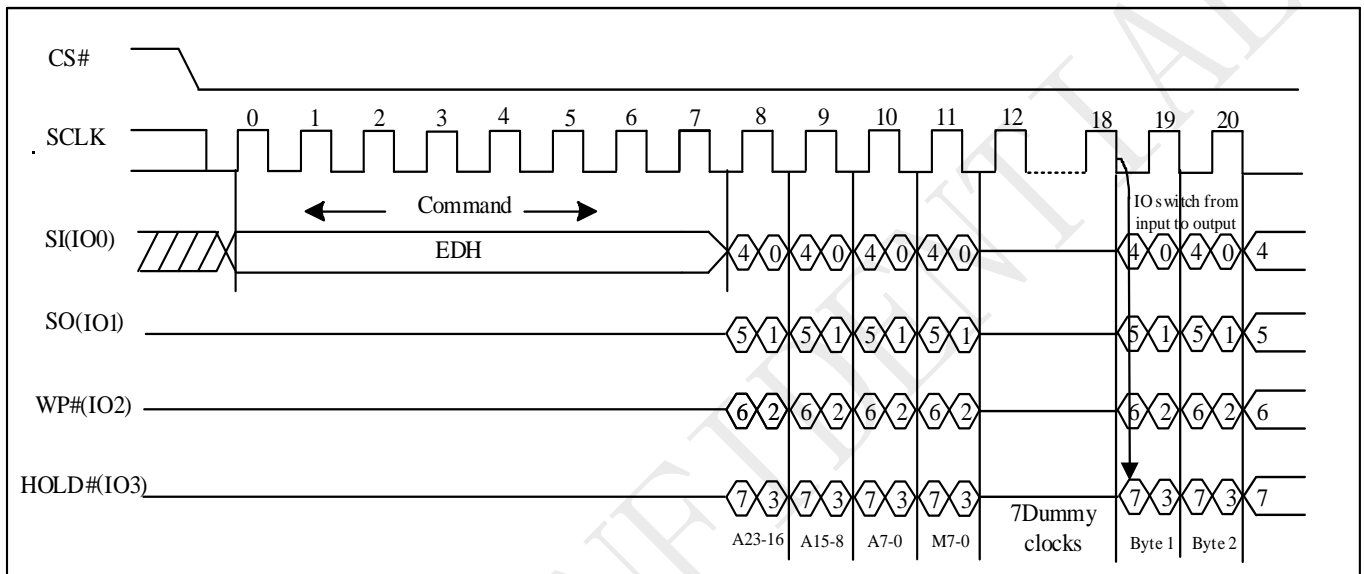 CS#
0 1 2 3 4 5 6 7 8 9 10 11 12 18 19 20
SCLK
Command
IO switch from
input to output
SI(IO0)
EDH
4 0 4 0 4 0 4 0 4 0 4 0 4
SO(IO1)
5 1 5 1 5 1 5 1 5 1 5 1 5
WP#(IO2)
6 2 6 2 6 2 6 2 6 2 6 2 6
HOLD#(IO3)
7 3 7 3 7 3 7 3 7 3 7 3 7
7Dummy
clocks
A23-16 A15-8 A7-0 M7-0 Byte 1 Byte 2